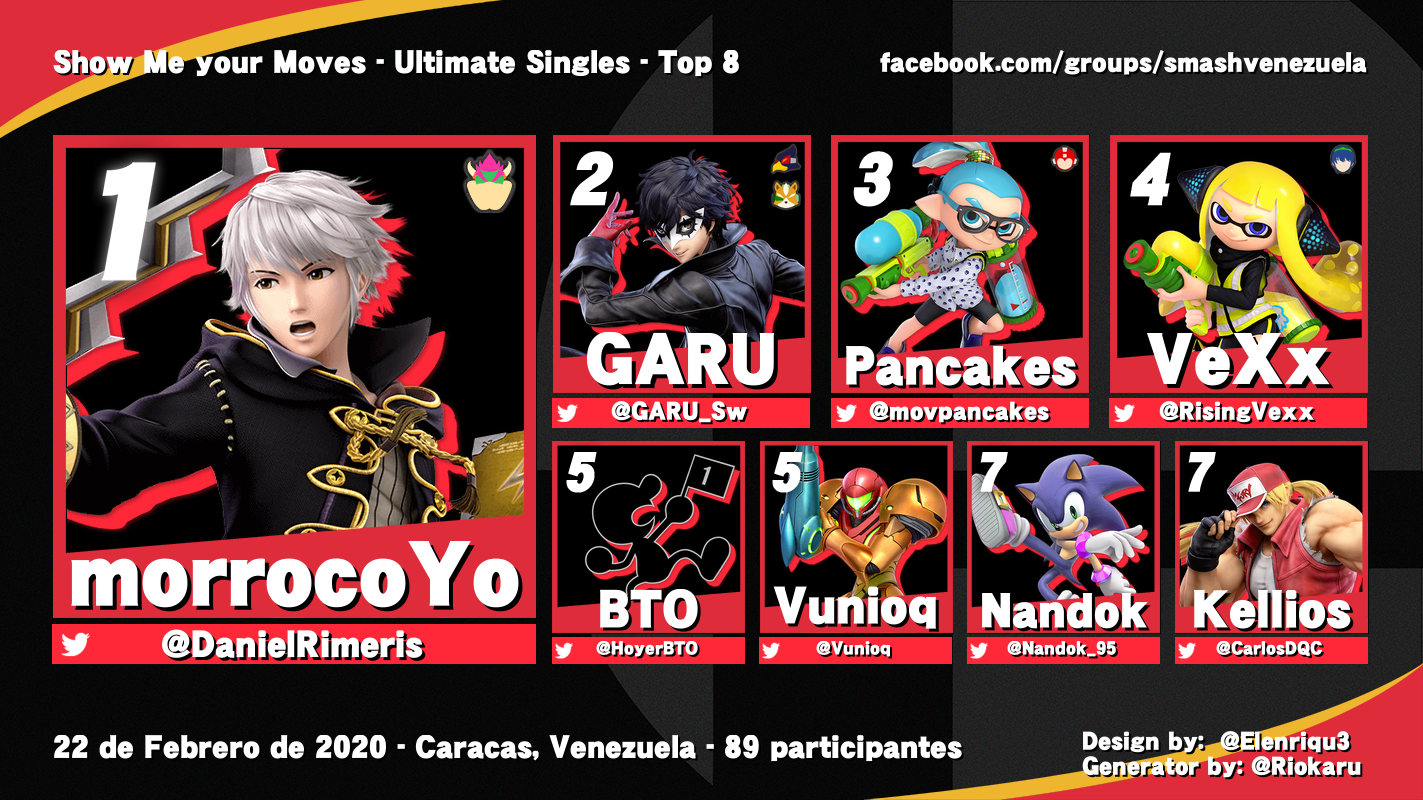 Show Me your Moves - Ultimate Singles - Top 8
facebook.com/groups/smashvenezuela
1
morrocoYo
@DanielRimeris
2
GARU
@GARU_Sw
3
Pancakes
@movpancakes
4
VeXx
@RisingVexx
5
1
BTO
@HoyerBTO
5
Vunioq
@Vunioq
7
Nandok
@Nandok_95
7
Kellios
@CarlosDQC
22 de Febrero de 2020 - Caracas, Venezuela - 89 participantes
Design by: @Elenriqu3
Generator by: @Riokaru